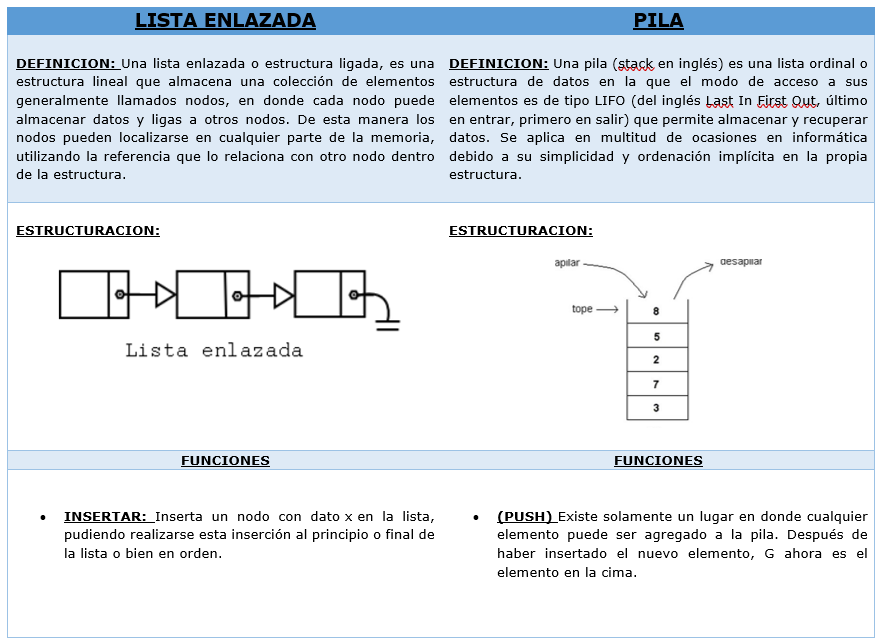 LISTA ENLAZADA
PILA
DEFINICION: Una lista enlazada o estructura ligada, es una
estructura lineal que almacena una colección de elementos
generalmente llamados nodos, en donde cada nodo puede
almacenar datos y ligas a otros nodos. De esta manera los
nodos pueden localizarse en cualquier parte de la memoria,
utilizando la referencia que lo relaciona con otro nodo dentro
de la estructura.
DEFINICION: Una pila (stack en inglés) es una lista ordinal o
estructura de datos en la que el modo de acceso a sus
elementos es de tipo LIFO (del inglés Last In First Out, último
en entrar, primero en salir) que permite almacenar y recuperar
datos. Se aplica en multitud de ocasiones en informática
debido a su simplicidad y ordenación implícita en la propia
estructura.
ESTRUCTURACION:
Lista enlazada
ESTRUCTURACION:
apilar
desapilar
tope
8
5
2
7
3
FUNCIONES
FUNCIONES
• INSERTAR: Inserta un nodo con dato x en la lista,
pudiendo realizarse esta inserción al principio o final de
la lista o bien en orden.
• (PUSH) Existe solamente un lugar en donde cualquier
elemento puede ser agregado a la pila. Después de
haber insertado el nuevo elemento, G ahora es el
elemento en la cima.